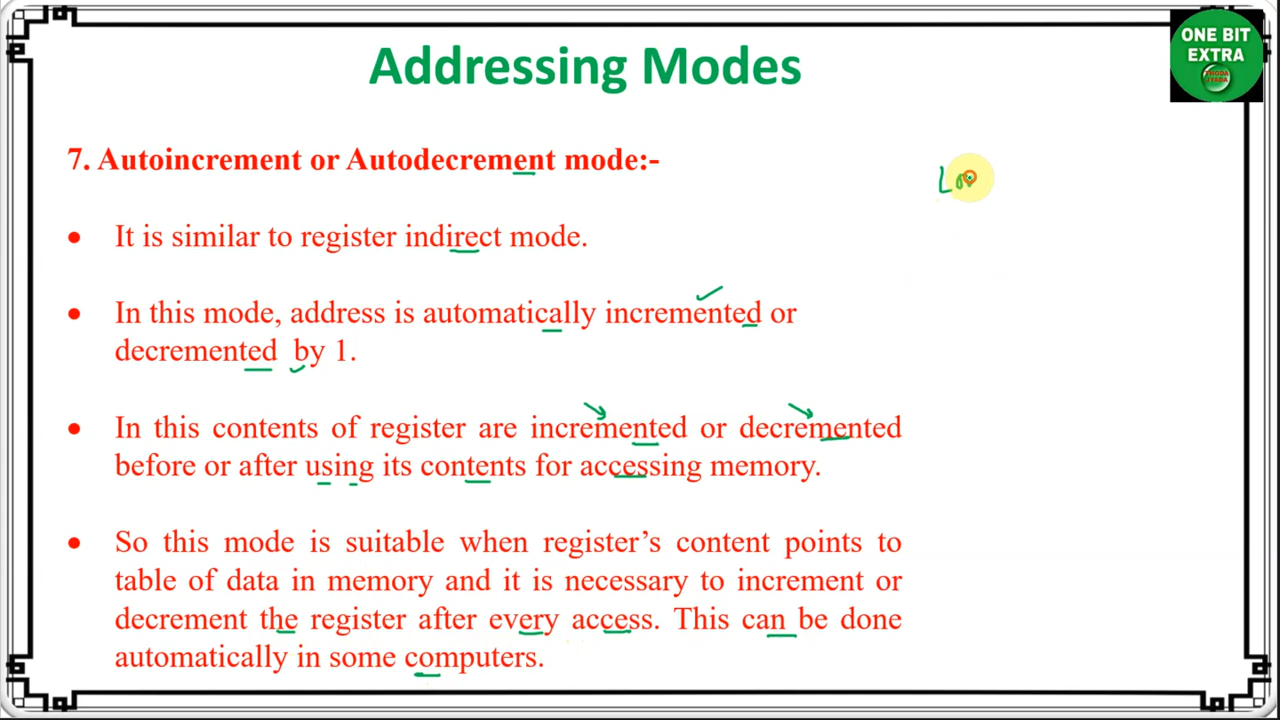 Addressing Modes
ONE BIT
EXTRA
THODA
JYADA
7. Autoincrement or Autodecrement mode:-
• It is similar to register indirect mode.
• In this mode, address is automatically incremented or
decremented by 1.
• In this contents of register are incremented or decremented
before or after using its contents for accessing memory.
• So this mode is suitable when register's content points to
table of data in memory and it is necessary to increment or
decrement the register after every access. This can be done
automatically in some computers.